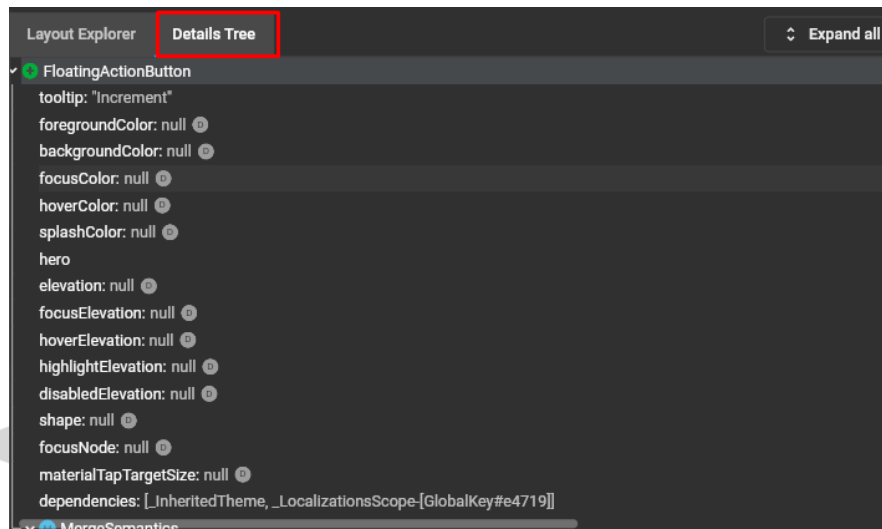 Layout Explorer Details Tree Expand all
FloatingActionButton
tooltip: "Increment"
foregroundColor: null D
backgroundColor: null D
focusColor: null D
hoverColor: null D
splashColor: null D
hero
elevation: null D
focusElevation: null D
hoverElevation: null D
highlightElevation: null D
disabledElevation: null D
shape: null D
focusNode: null D
materialTapTargetSize: null D
dependencies: [_InheritedTheme, _LocalizationsScope-[GlobalKey#e4719]]
M MergeSemantics